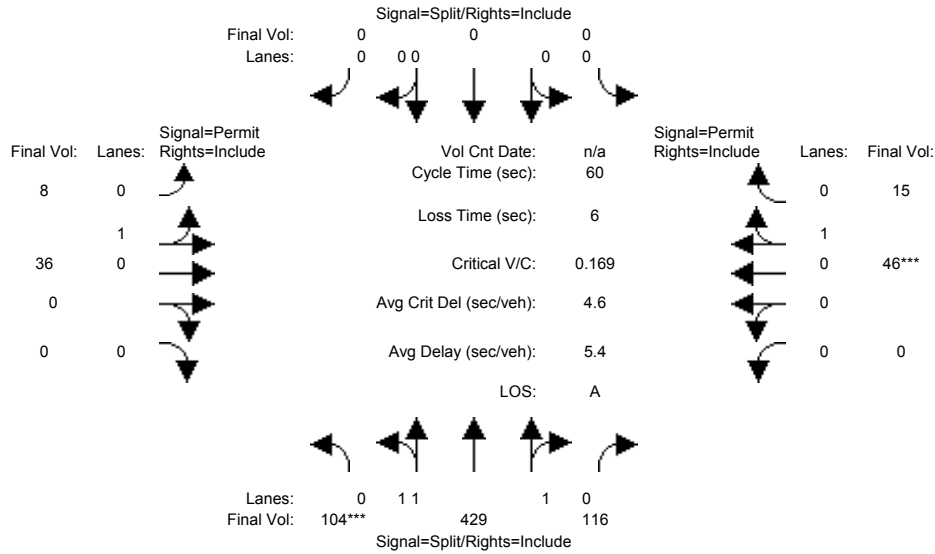 Signal=Split/Rights=Include
Final Vol: 0 0 0
Lanes: 0 0 0 0 0
Signal=Permit Signal=Permit
Final Vol: Lanes: Rights=Include Vol Cnt Date: n/a Rights=Include Lanes: Final Vol:
Cycle Time (sec): 60
8 0 0 15
Loss Time (sec): 6
1 1
36 0 Critical V/C: 0.169 0 46***
0 Avg Crit Del (sec/veh): 4.6 0
0 0 Avg Delay (sec/veh): 5.4 0 0
LOS: A
Lanes: 0 1 1 1 0
Final Vol: 104*** 429 116
Signal=Split/Rights=Include